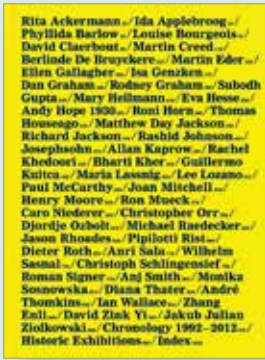 Rita Ackermann / Ida Applebroog /
Phyllida Barlow / Louise Bourgeois /
David Claerbout / Martin Creed /
Berlinde De Bruyckere / Martin Eder /
Ellen Gallagher / Isa Genzken /
Dan Graham / Rodney Graham / Subodh
Gupta / Mary Heilmann / Eva Hesse /
Andy Hope 1930 / Roni Horn / Thomas
Houseago / Matthew Day Jackson /
Richard Jackson / Rashid Johnson /
Josephsohn / Allan Kaprow / Rachel
Khedoori / Bharti Kher / Guillermo
Kuitca / Maria Lassnig / Lee Lozano /
Paul McCarthy / Joan Mitchell /
Henry Moore / Ron Mueck /
Caro Niederer / Christopher Orr /
Djordje Ozbolt / Michael Raedecker /
Jason Rhoades / Pipilotti Rist /
Dieter Roth / Anri Sala / Wilhelm
Sasnal / Christoph Schlingensief /
Roman Signer / Anj Smith / Monika
Sosnowska / Diana Thater / André
Thomkins / Ian Wallace / Zhang
Enli / David Zink Yi / Jakub Julian
Ziolkowski / Chronology 1992–2012 /
Historic Exhibitions / Index